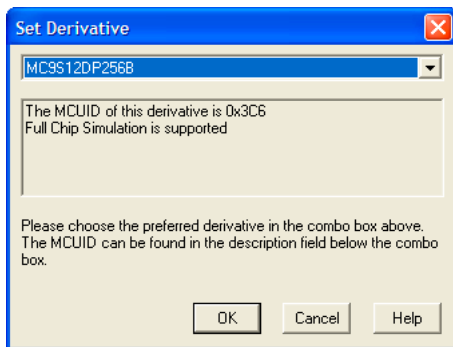 Set Derivative
MC9S12DP256B
The MCUID of this derivative is 0x3C6
Full Chip Simulation is supported
Please choose the preferred derivative in the combo box above.
The MCUID can be found in the description field below the combo
box.
OK Cancel Help